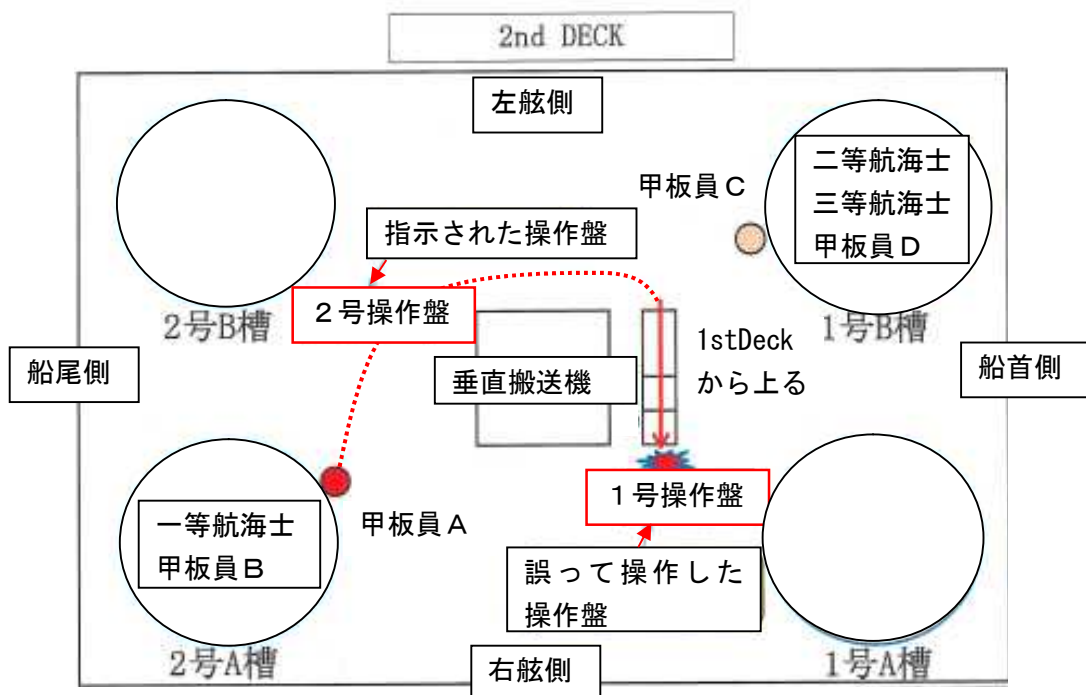 2nd DECK
左舷側
二等航海士
三等航海士
甲板員D
甲板員C
指示された操作盤
2号操作盤
2号B槽
1号B槽
1stDeck
から上る
垂直搬送機
船尾側
船首側
1号操作盤
一等航海士
甲板員B
甲板員A
誤って操作した
操作盤
2号A槽
右舷側
1号A槽